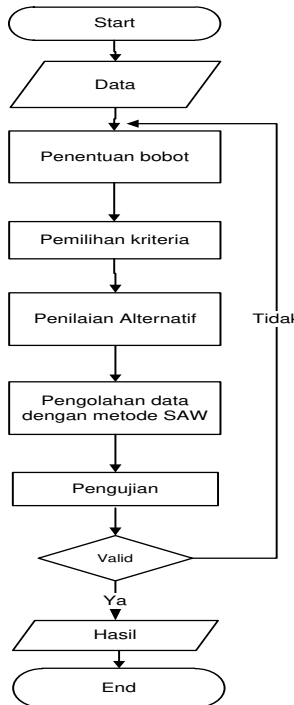 Start
Data
Penentuan bobot
Pemilihan kriteria
Penilaian Alternatif
Tidak
Pengolahan data
dengan metode SAW
Pengujian
Valid
Ya
Hasil
End